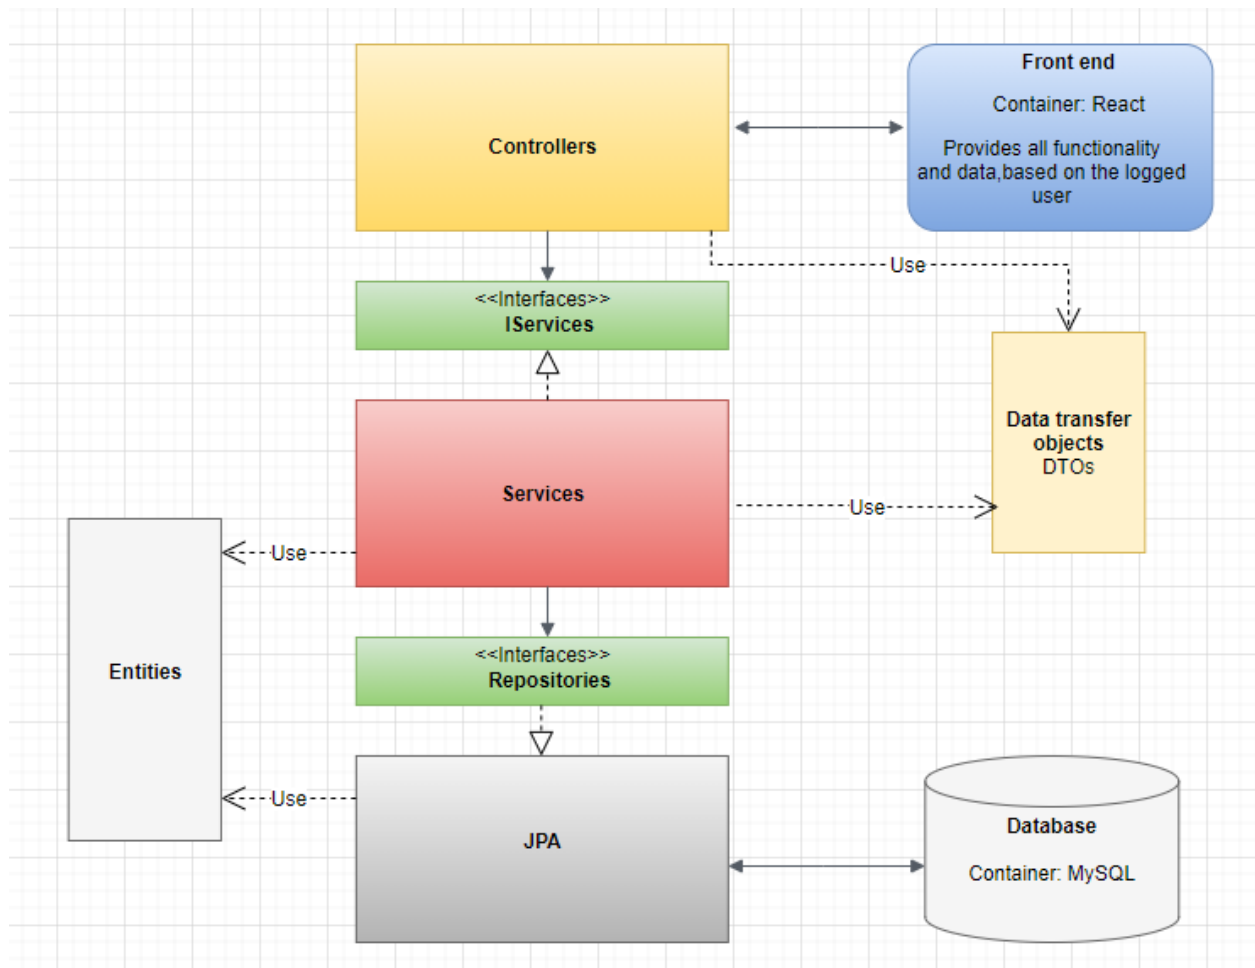 Front end
Container: React
Provides all functionality
and data,based on the logged
user
Controllers
Use
<<Interfaces>>
IServices
Data transfer
objects
DTOs
Services
Use
Use
<<Interfaces>>
Repositories
Entities
Use
JPA
Database
Container: MySQL